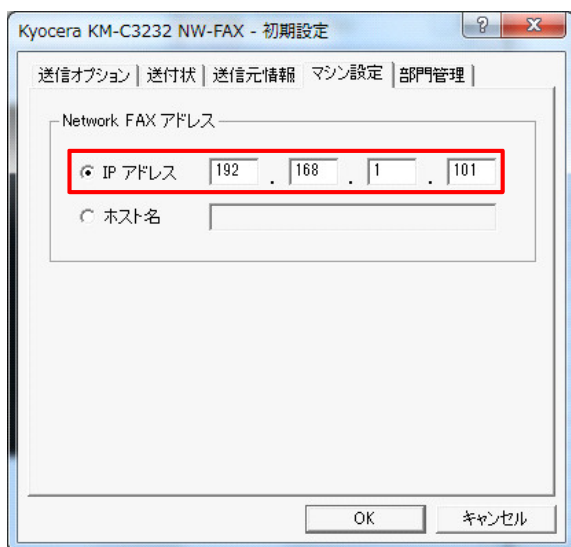 Kyocera KM-C3232 NW-FAX - 初期設定
送信オプション 送付状 送信元情報 マシン設定 部門管理
Network FAX アドレス
IP アドレス 192 . 168 . 1 . 101
ホスト名
OK キャンセル